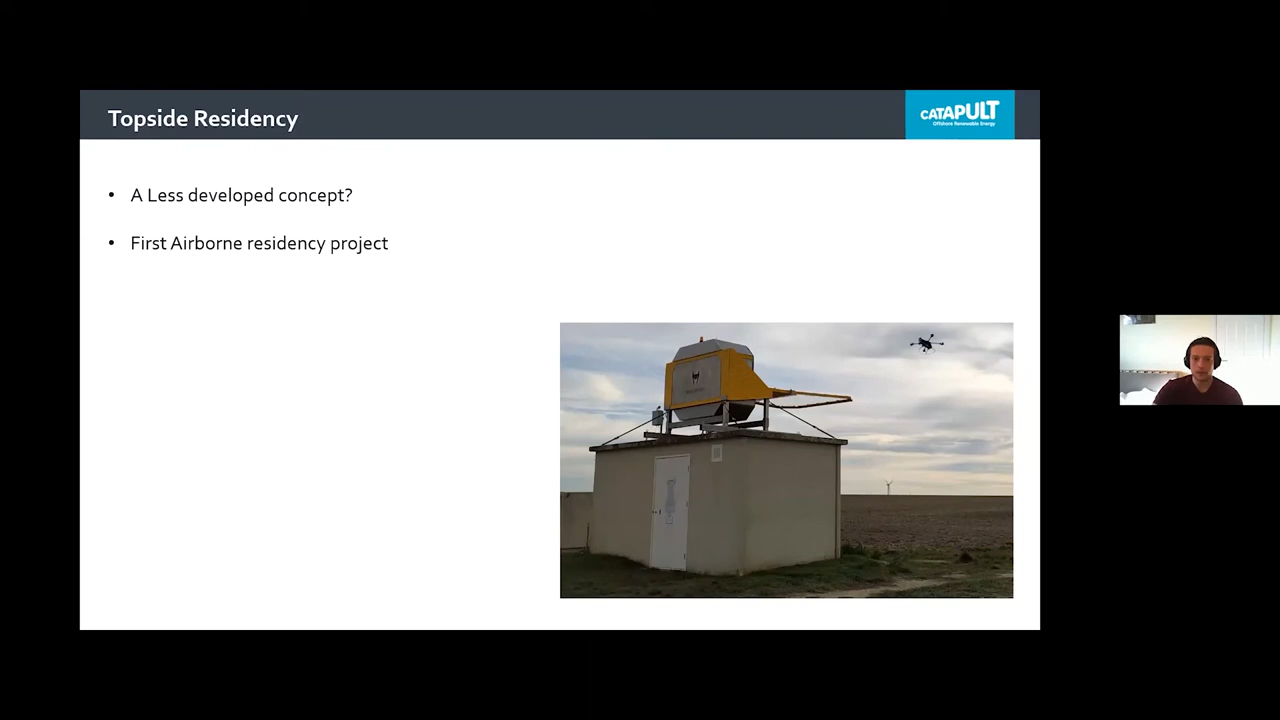 Topside Residency
CATAPULT
Offshore Renewable Energy
• A Less developed concept?
• First Airborne residency project